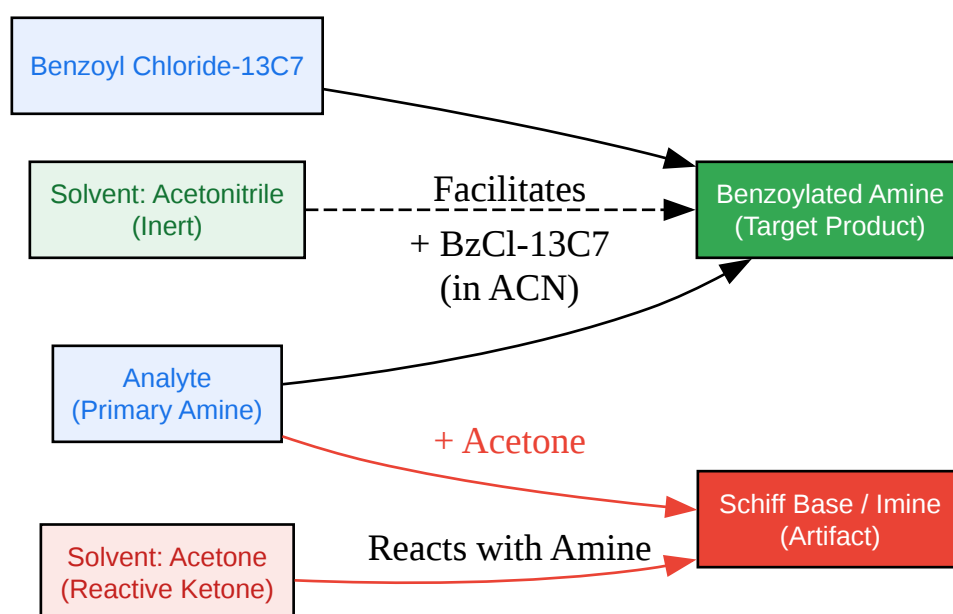 Benzoyl Chloride-13C7
Solvent: Acetonitrile
(Inert)
Facilitates
+ BzCl-13C7
(in ACN)
Benzoylated Amine
(Target Product)
Analyte
(Primary Amine)
+ Acetone
Schiff Base / Imine
(Artifact)
Solvent: Acetone
(Reactive Ketone)
Reacts with Amine